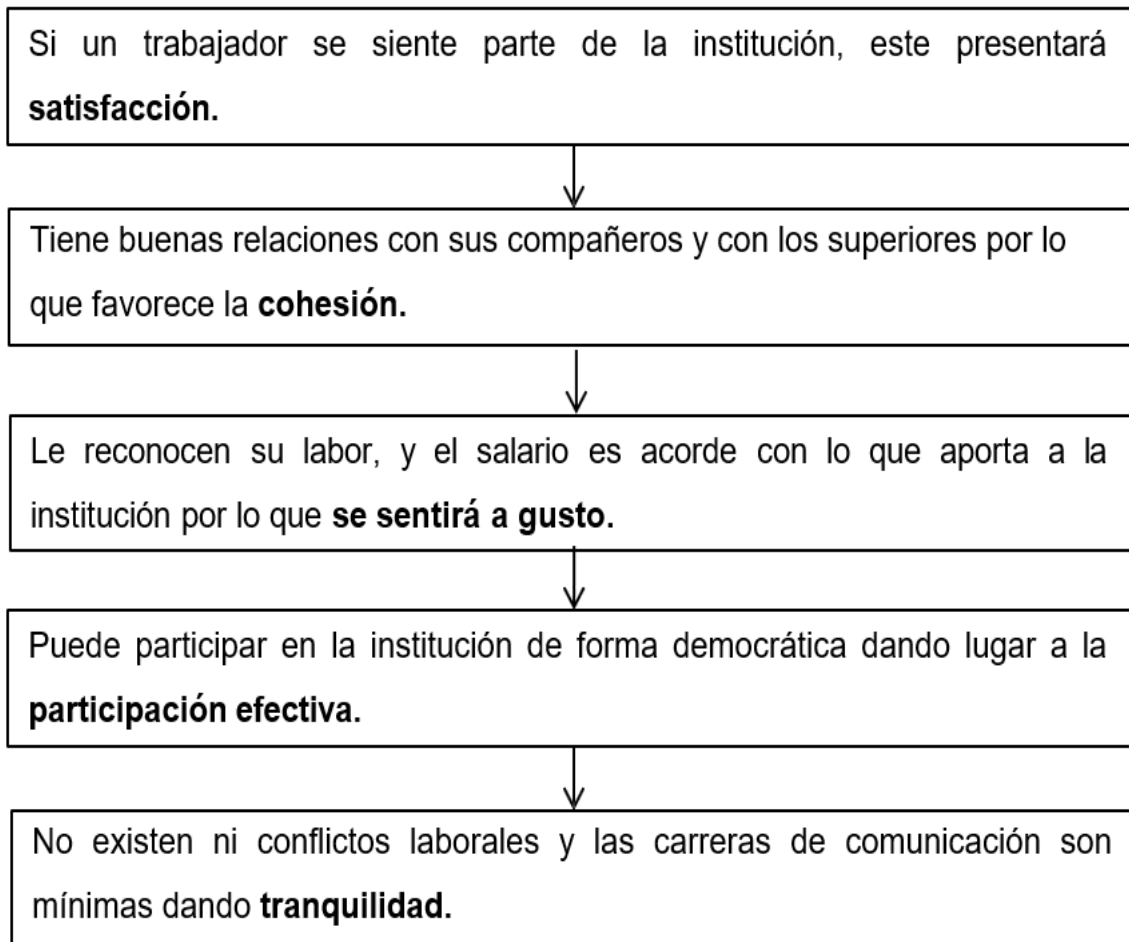 Si un trabajador se siente parte de la institución, este presentará
satisfacción.
Tiene buenas relaciones con sus compañeros y con los superiores por lo
que favorece la cohesión.
Le reconocen su labor, y el salario es acorde con lo que aporta a la
institución por lo que se sentirá a gusto.
Puede participar en la institución de forma democrática dando lugar a la
participación efectiva.
No existen ni conflictos laborales y las carreras de comunicación son
mínimas dando tranquilidad.